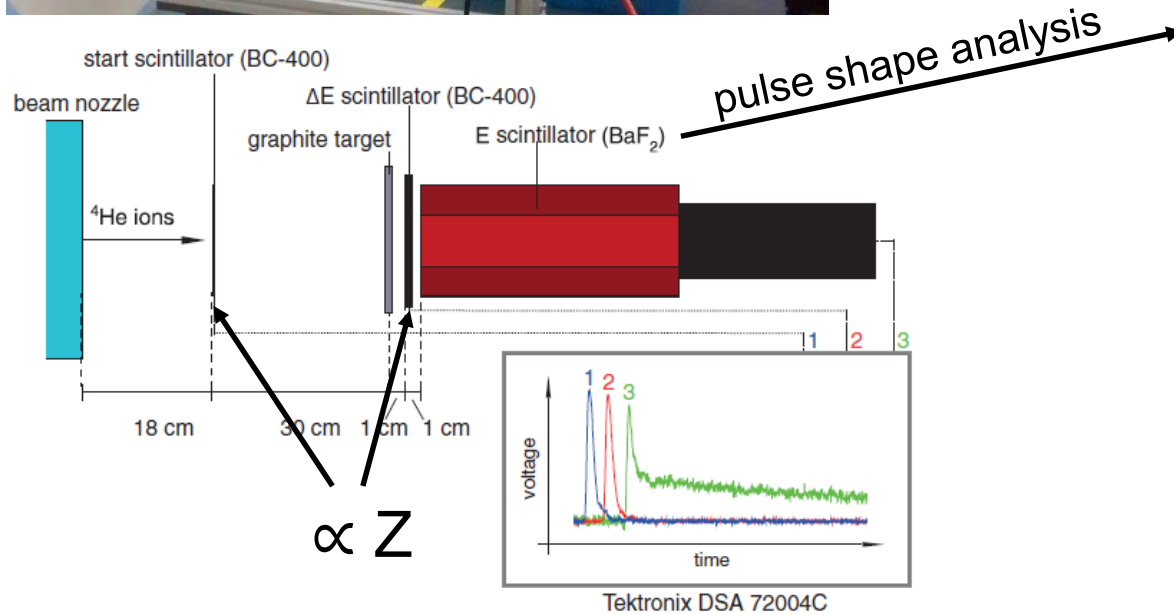 pulse shape analysis
start scintillator (BC-400)
beam nozzle
ΔE scintillator (BC-400)
graphite target
E scintillator (BaF₂)
⁴He ions
1 2 3
18 cm
30 cm
1 cm
1 cm
1 2 3
voltage
time
∝ Z
Tektronix DSA 72004C